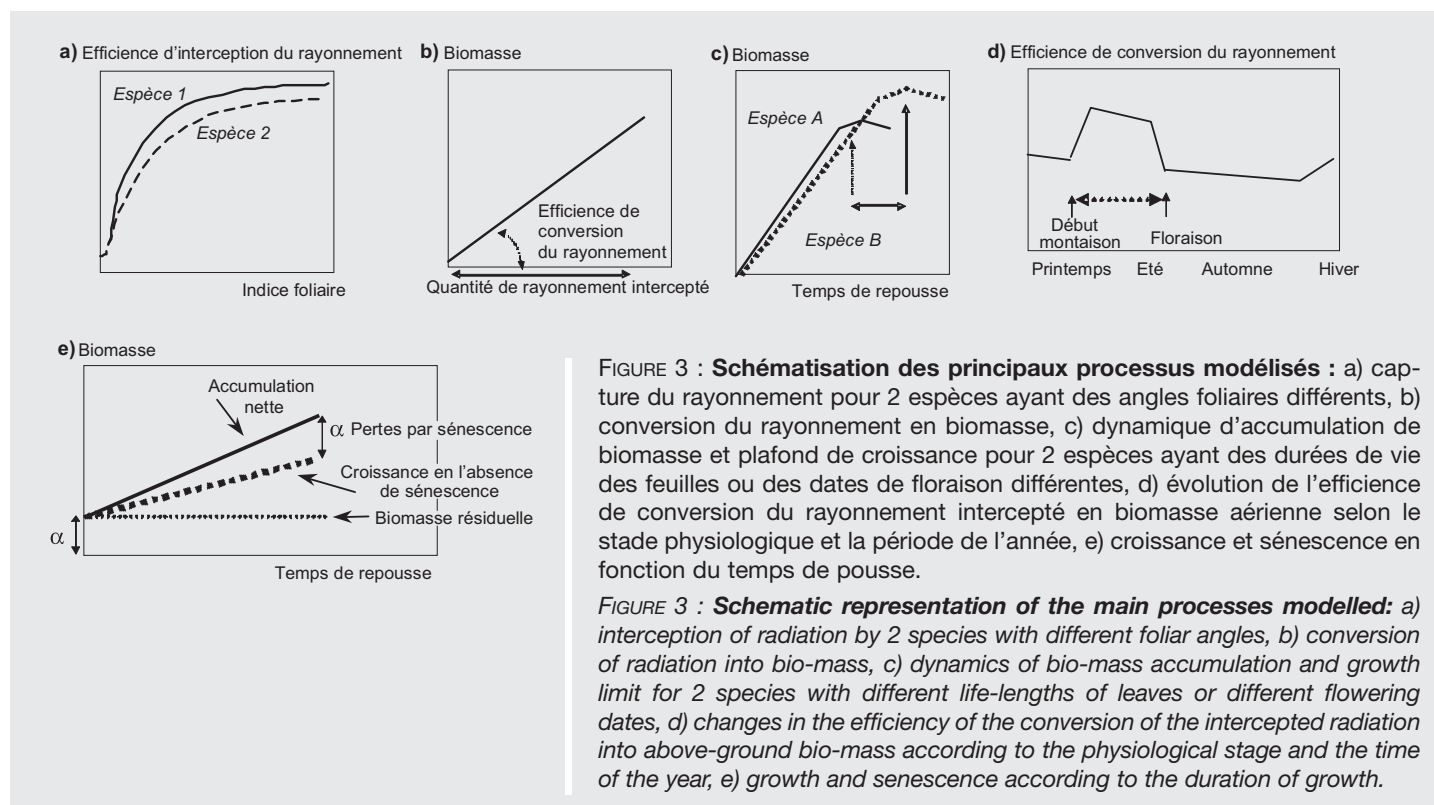 a) Efficience d'interception du rayonnement
Espèce 1
Espèce 2
Indice foliaire
b) Biomasse
Efficience de
conversion
du rayonnement
Quantité de rayonnement intercepté
c) Biomasse
Espèce A
Espèce B
Temps de repousse
d) Efficience de conversion du rayonnement
Début
montaison
Floraison
Printemps Eté Automne Hiver
e) Biomasse
Accumulation
nette
α Pertes par sénescence
Croissance en l'absence
de sénescence
Biomasse résiduelle
α
Temps de repousse
FIGURE 3 : Schématisation des principaux processus modélisés : a) cap-
ture du rayonnement pour 2 espèces ayant des angles foliaires différents, b)
conversion du rayonnement en biomasse, c) dynamique d'accumulation de
biomasse et plafond de croissance pour 2 espèces ayant des durées de vie
des feuilles ou des dates de floraison différentes, d) évolution de l'efficience
de conversion du rayonnement intercepté en biomasse aérienne selon le
stade physiologique et la période de l'année, e) croissance et sénescence en
fonction du temps de pousse.
FIGURE 3 : Schematic representation of the main processes modelled: a)
interception of radiation by 2 species with different foliar angles, b) conversion
of radiation into bio-mass, c) dynamics of bio-mass accumulation and growth
limit for 2 species with different life-lengths of leaves or different flowering
dates, d) changes in the efficiency of the conversion of the intercepted radiation
into above-ground bio-mass according to the physiological stage and the time
of the year, e) growth and senescence according to the duration of growth.